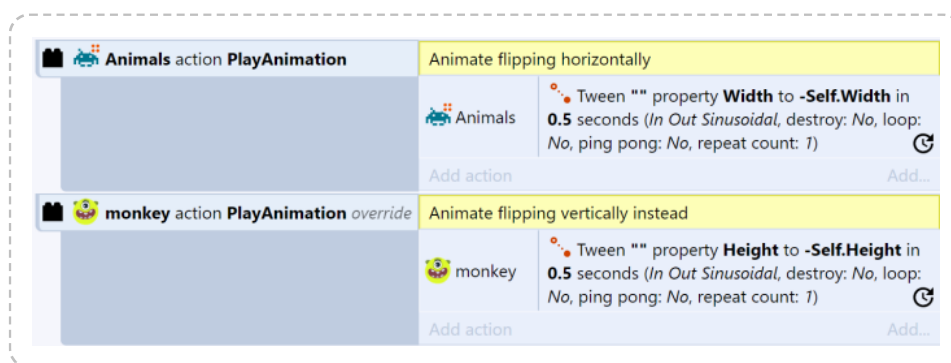 Animals action PlayAnimation
Animate flipping horizontally
Animals
Tween "" property Width to -Self.Width in
0.5 seconds (In Out Sinusoidal, destroy: No, loop:
No, ping pong: No, repeat count: 1)
Add action
Add...
monkey action PlayAnimation override
Animate flipping vertically instead
monkey
Tween "" property Height to -Self.Height in
0.5 seconds (In Out Sinusoidal, destroy: No, loop:
No, ping pong: No, repeat count: 1)
Add action
Add...